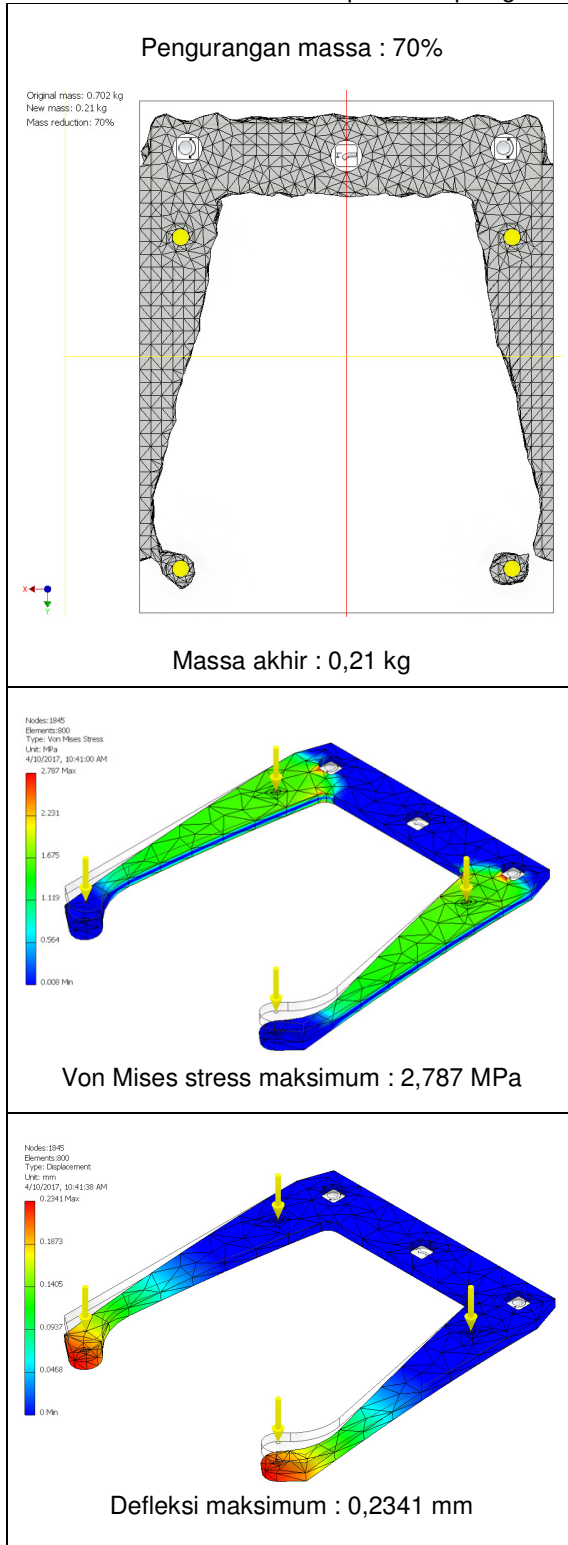 Pengurangan massa : 70%
Original mass: 0.702 kg
New mass: 0.21 kg
Mass reduction: 70%
X
Y
Massa akhir : 0,21 kg
Nodes:1845
Elements:800
Type: Von Mises Stress
Unit: MPa
4/10/2017, 10:41:00 AM
2.787 Max
2.231
1.675
1.119
0.564
0.008 Min
Von Mises stress maksimum : 2,787 MPa
Nodes:1845
Elements:800
Type: Displacement
Unit: mm
4/10/2017, 10:41:38 AM
0.2341 Max
0.1873
0.1405
0.0937
0.0468
0 Min
Defleksi maksimum : 0,2341 mm